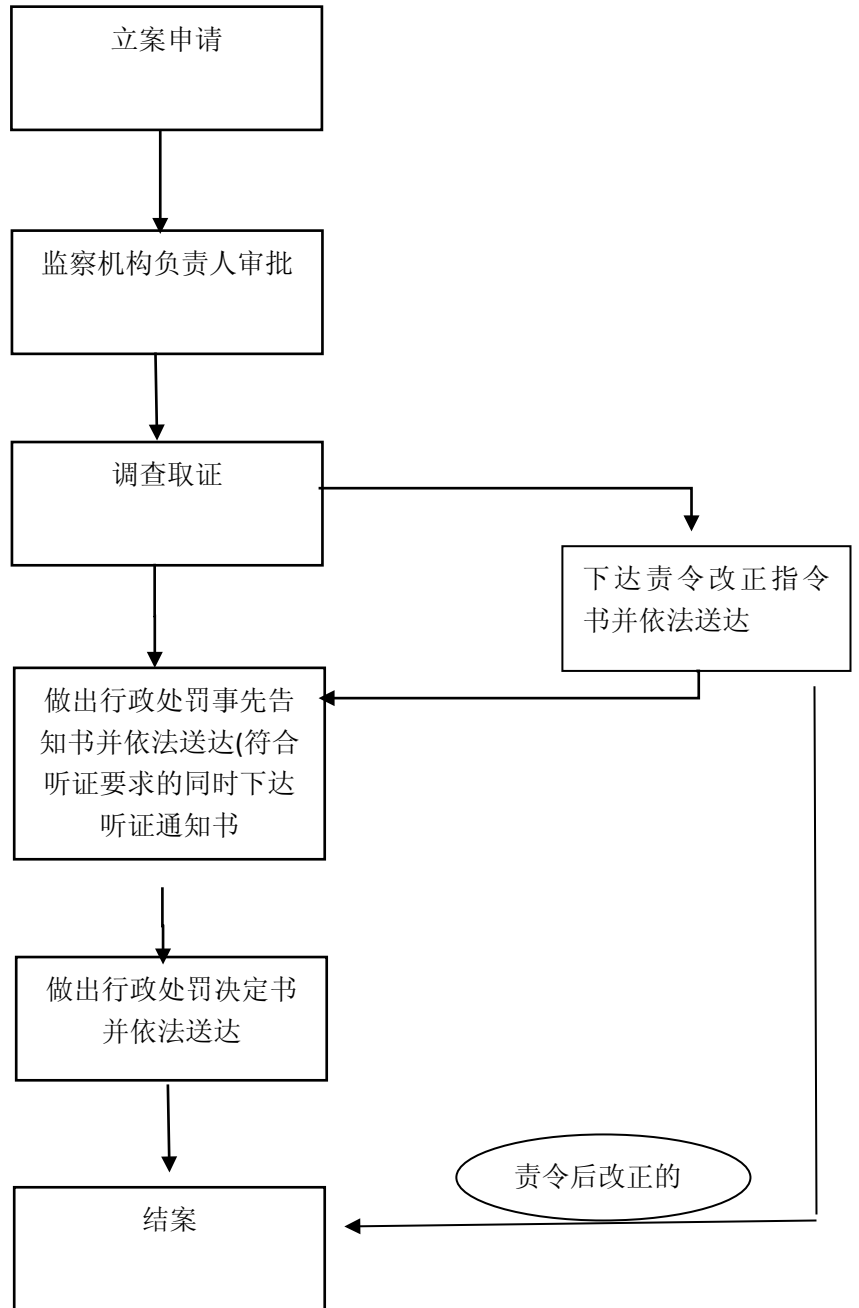 立案申请
监察机构负责人审批
调查取证
下达责令改正指令
书并依法送达
做出行政处罚事先告
知书并依法送达(符合
听证要求的同时下达
听证通知书
做出行政处罚决定书
并依法送达
责令后改正的
结案